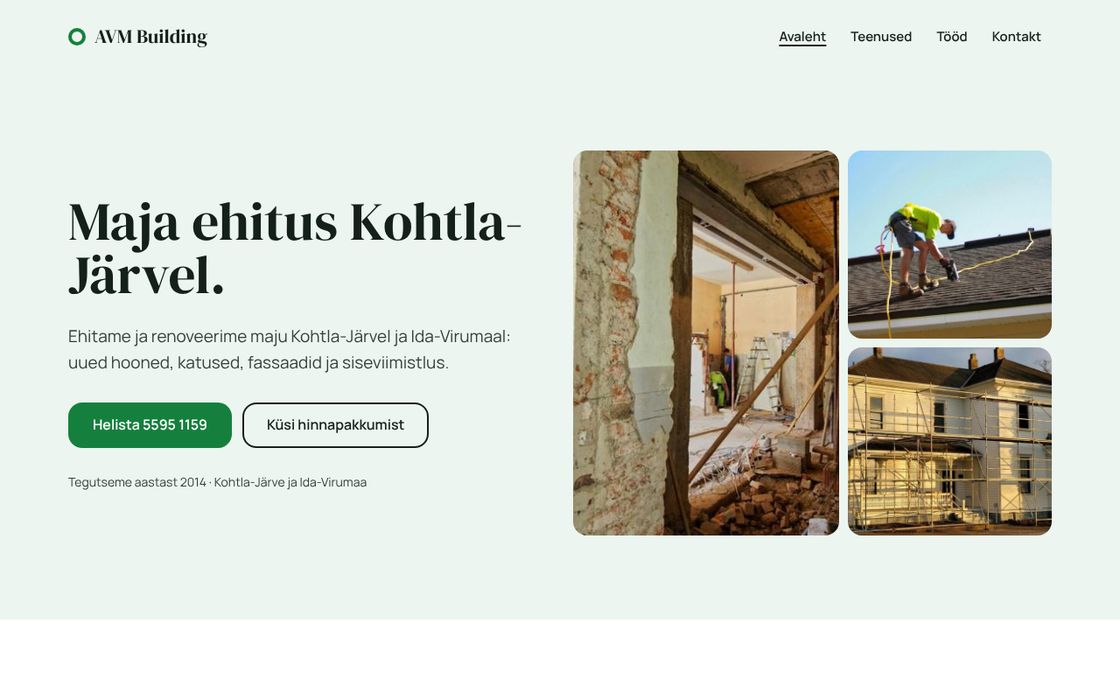 AVM Building
Avaleht Teenused Tööd Kontakt
Maja ehitus Kohtla-
Järvel.
Ehitame ja renoveerime maju Kohtla-Järvel ja Ida-Virumaal:
uued hooned, katused, fassaadid ja siseviimistlus.
Helista 5595 1159 Küsi hinnapakkumist
Tegutseme aastast 2014 · Kohtla-Järve ja Ida-Virumaa